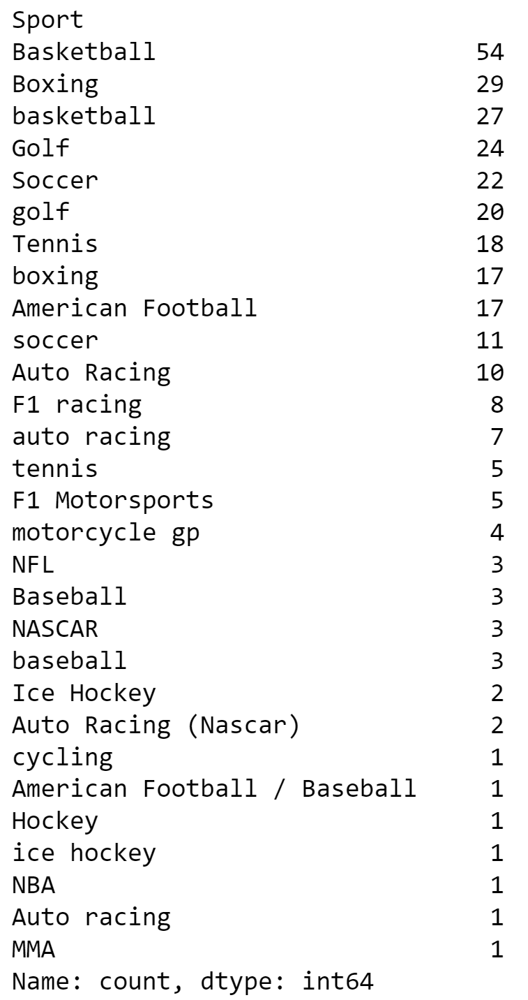 Sport
Basketball 54
Boxing 29
basketball 27
Golf 24
Soccer 22
golf 20
Tennis 18
boxing 17
American Football 17
soccer 11
Auto Racing 10
F1 racing 8
auto racing 7
tennis 5
F1 Motorsports 5
motorcycle gp 4
NFL 3
Baseball 3
NASCAR 3
baseball 3
Ice Hockey 2
Auto Racing (Nascar) 2
cycling 1
American Football / Baseball 1
Hockey 1
ice hockey 1
NBA 1
Auto racing 1
MMA 1
Name: count, dtype: int64